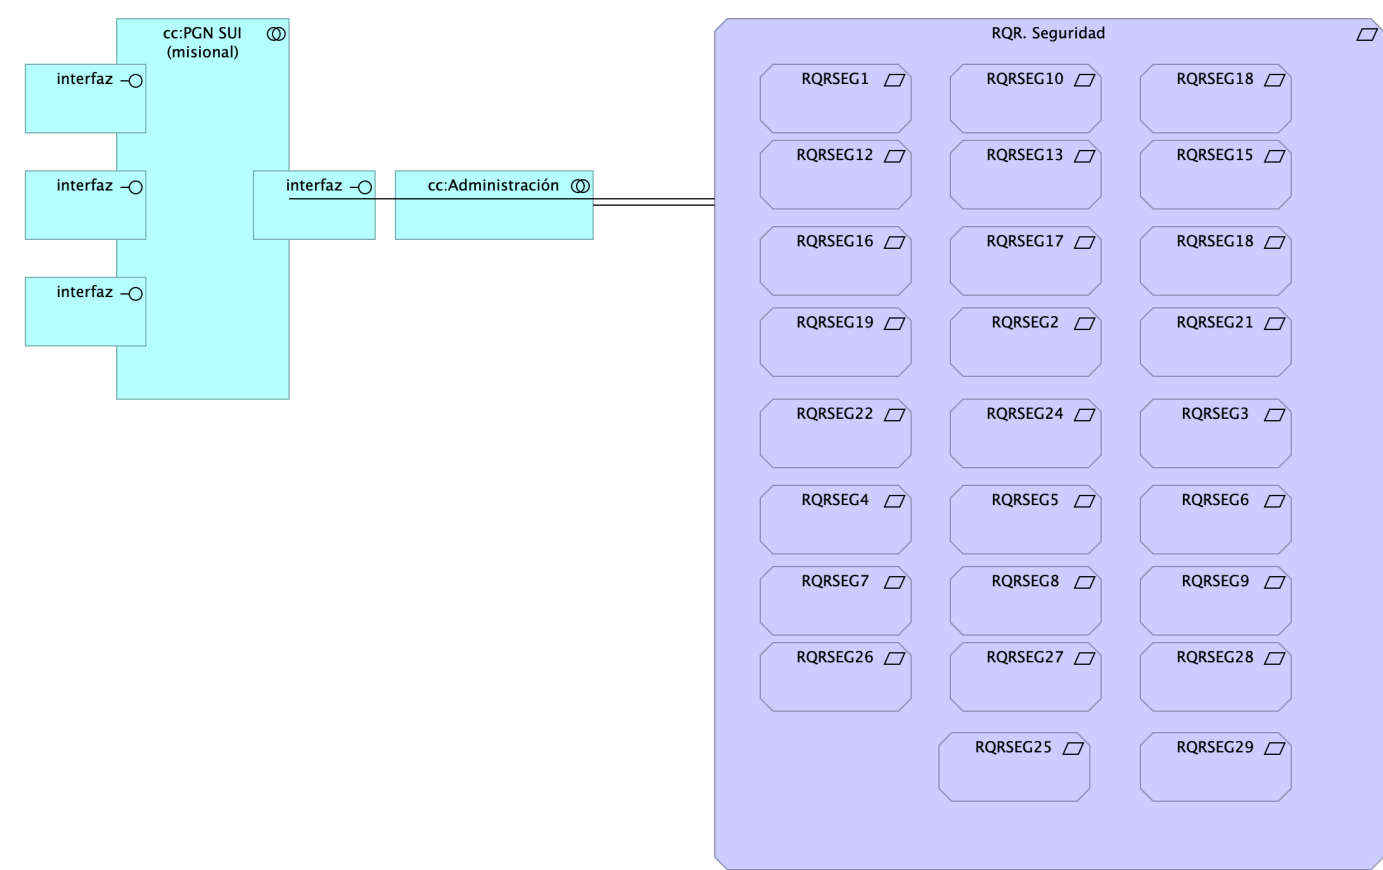 cc:PGN SUI
(misional)
interfaz
interfaz
interfaz
interfaz
cc:Administración
RQR. Seguridad
RQRSEG1
RQRSEG10
RQRSEG18
RQRSEG12
RQRSEG13
RQRSEG15
RQRSEG16
RQRSEG17
RQRSEG18
RQRSEG19
RQRSEG2
RQRSEG21
RQRSEG22
RQRSEG24
RQRSEG3
RQRSEG4
RQRSEG5
RQRSEG6
RQRSEG7
RQRSEG8
RQRSEG9
RQRSEG26
RQRSEG27
RQRSEG28
RQRSEG25
RQRSEG29